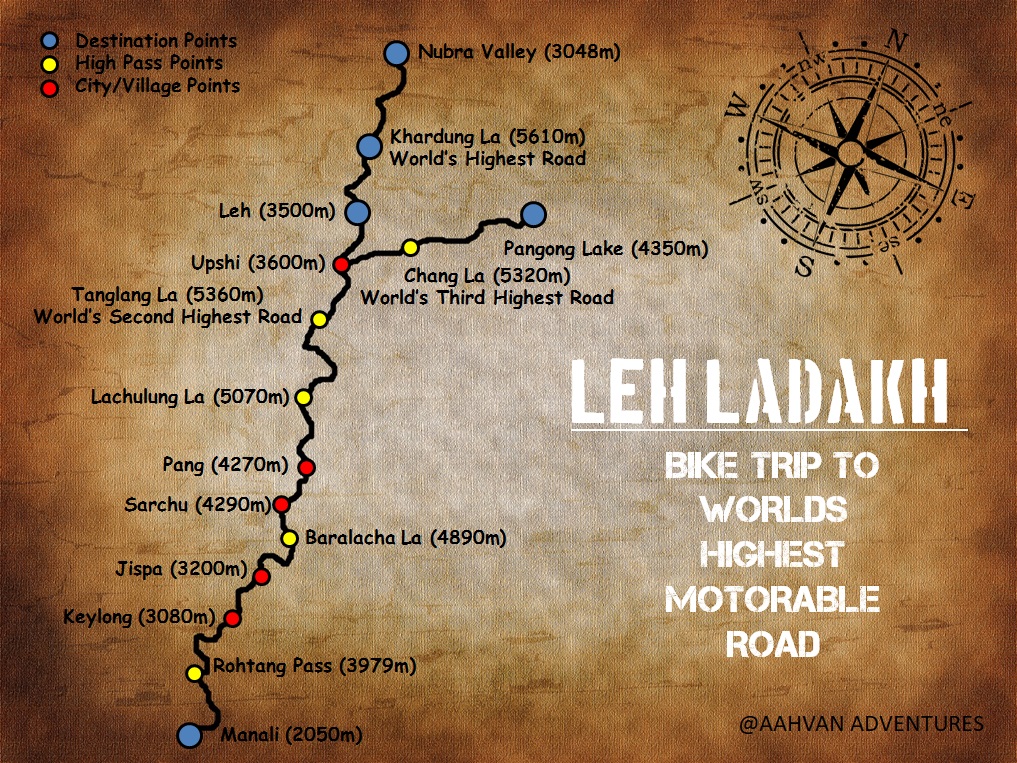 Destination Points
High Pass Points
City/Village Points
Nubra Valley (3048m)
Khardung La (5610m)
World's Highest Road
Leh (3500m)
Pangong Lake (4350m)
Upshi (3600m)
Chang La (5320m)
World's Third Highest Road
Tanglang La (5360m)
World's Second Highest Road
Lachulung La (5070m)
Pang (4270m)
Sarchu (4290m)
Baralacha La (4890m)
Jispa (3200m)
Keylong (3080m)
Rohtang Pass (3979m)
Manali (2050m)
N
nw
ne
W
E
sw
se
S
LEH LADAKH
BIKE TRIP TO
WORLDS
HIGHEST
MOTORABLE
ROAD
@AAHVAN ADVENTURES